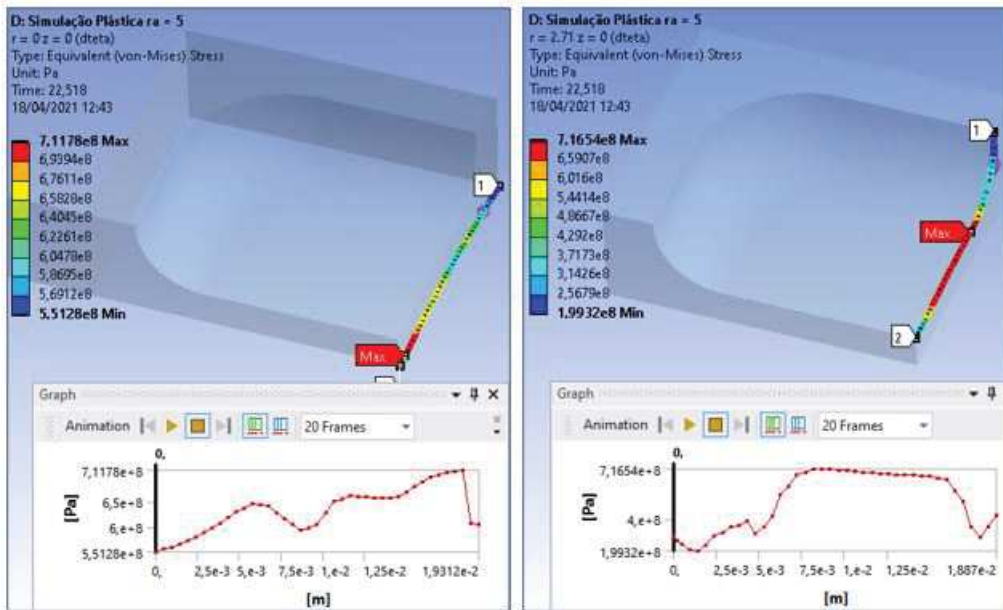 D: Simulação Plástica ra = 5
r = 0 z = 0 (dteta)
Type: Equivalent (von-Mises) Stress
Unit: Pa
Time: 22,518
18/04/2021 12:43
7,1178e8 Max
6,9394e8
6,7611e8
6,5828e8
6,4045e8
6,2261e8
6,0478e8
5,8695e8
5,6912e8
5,5128e8 Min
1
Max
Graph
Animation
20 Frames
0,
7,1178e+8
6,5e+8
6,e+8
5,5128e+8
[Pa]
0,
2,5e-3
5,e-3
7,5e-3
1,e-2
1,25e-2
1,9312e-2
[m]
D: Simulação Plástica ra = 5
r = 2.71 z = 0 (dteta)
Type: Equivalent (von-Mises) Stress
Unit: Pa
Time: 22,518
18/04/2021 12:43
7,1654e8 Max
6,5907e8
6,016e8
5,4414e8
4,8667e8
4,292e8
3,7173e8
3,1426e8
2,5679e8
1,9932e8 Min
1
Max
2
Graph
Animation
20 Frames
0,
7,1654e+8
4,e+8
1,9932e+8
[Pa]
0,
2,5e-3
5,e-3
7,5e-3
1,e-2
1,25e-2
1,887e-2
[m]